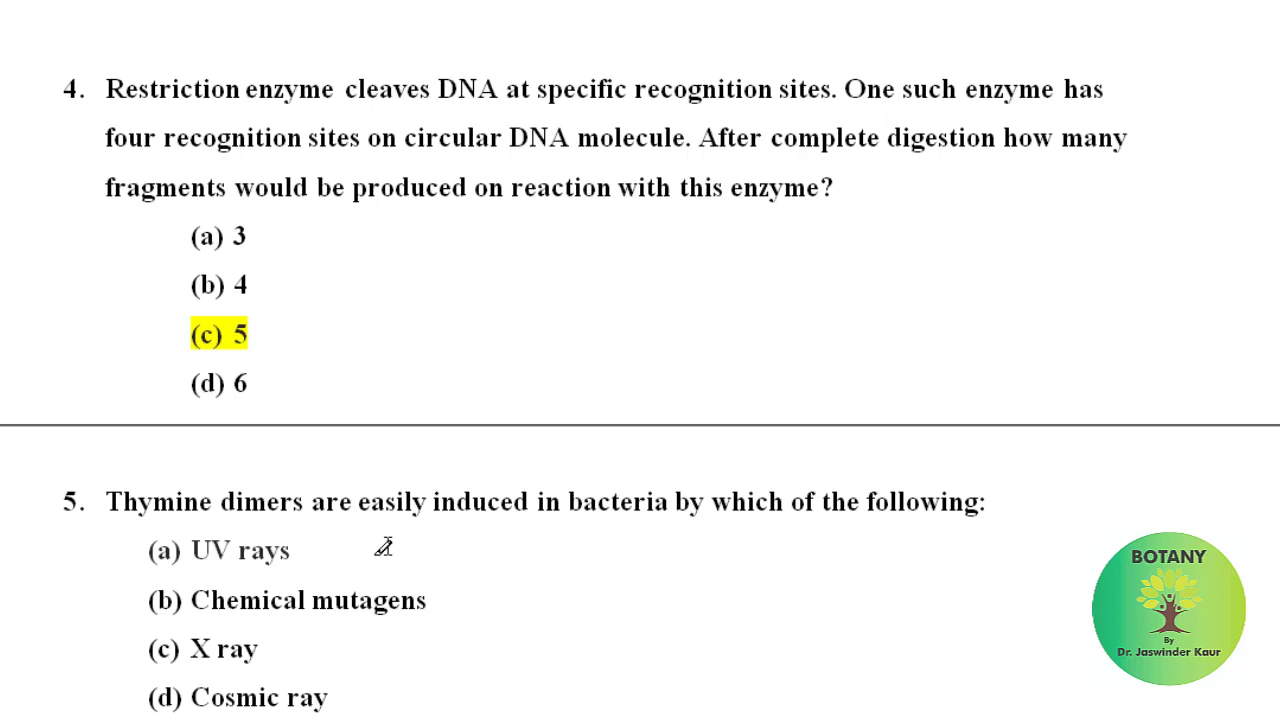 4. Restriction enzyme cleaves DNA at specific recognition sites. One such enzyme has
four recognition sites on circular DNA molecule. After complete digestion how many
fragments would be produced on reaction with this enzyme?
(a) 3
(b) 4
(c) 5
(d) 6
5. Thymine dimers are easily induced in bacteria by which of the following:
(a) UV rays
(b) Chemical mutagens
(c) X ray
(d) Cosmic ray
BOTANY
By
Dr. Jaswinder Kaur